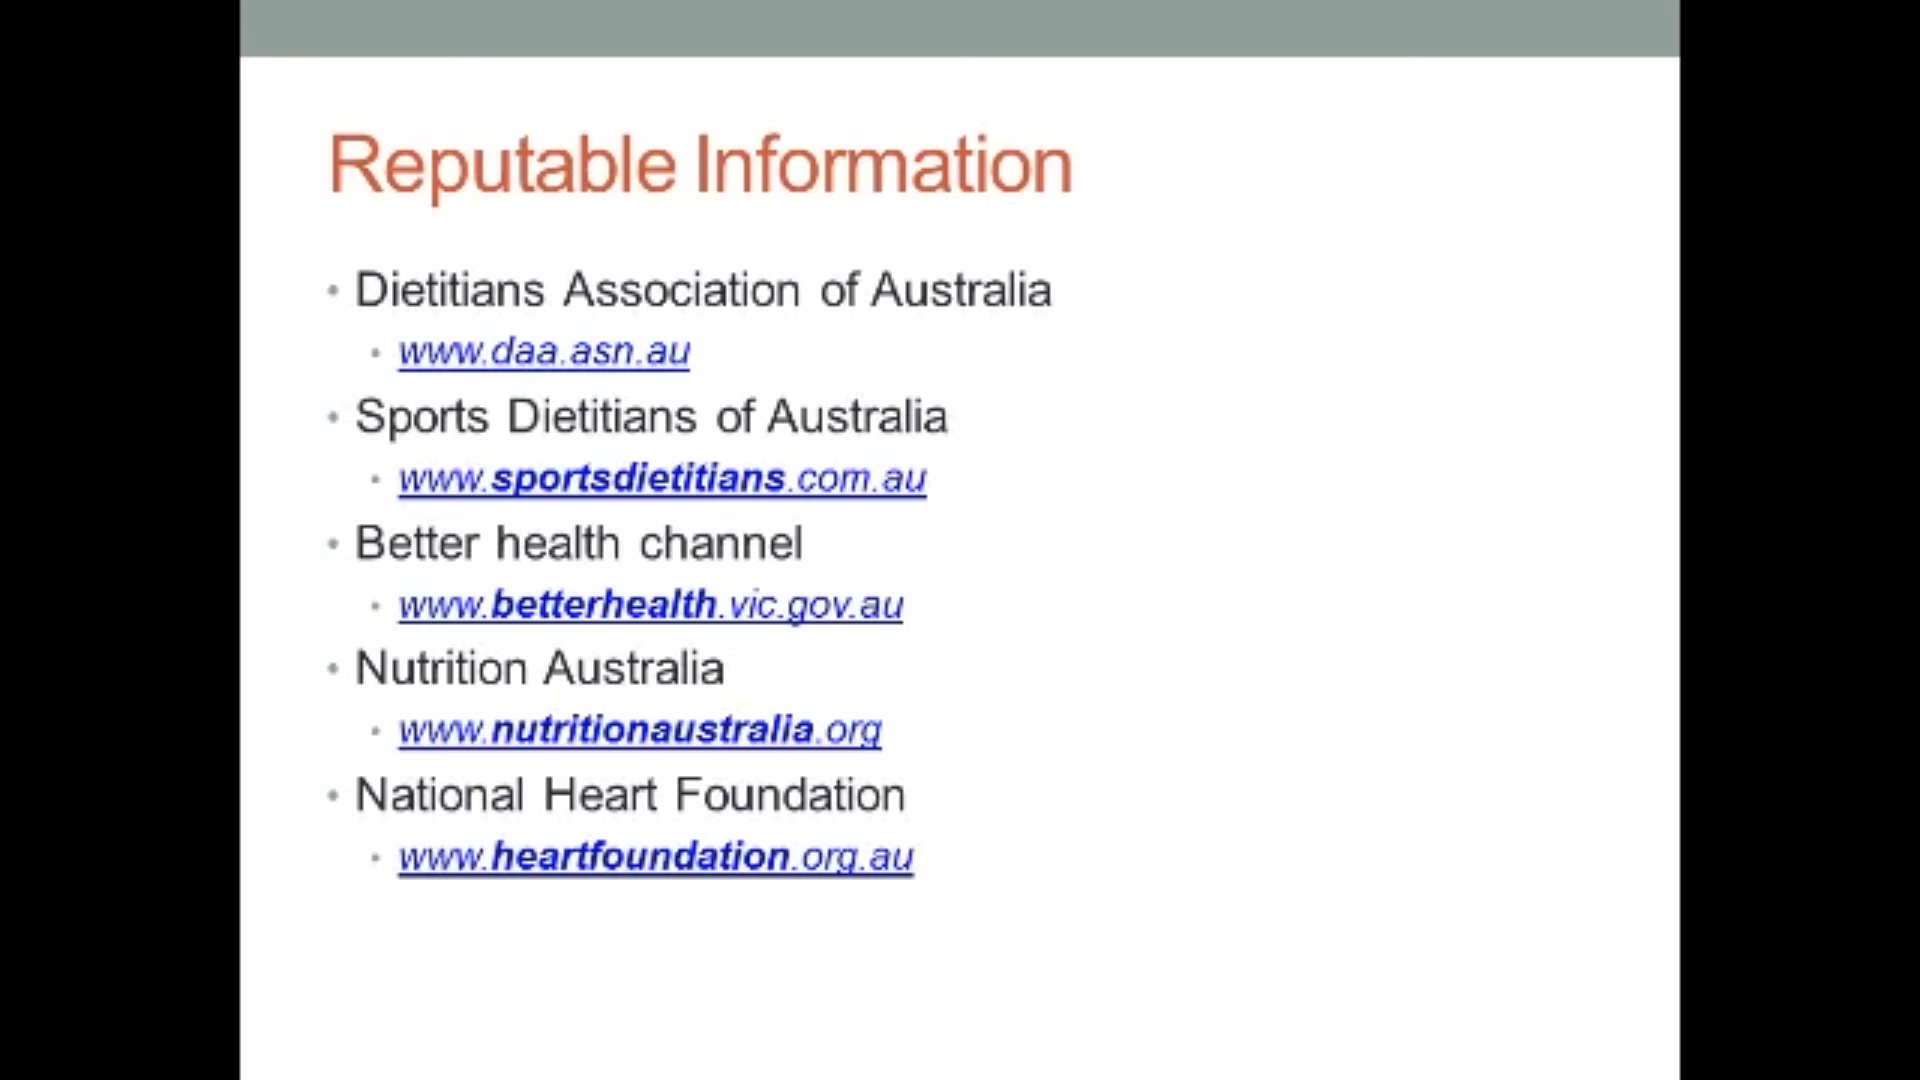 Reputable Information
• Dietitians Association of Australia
• www.daa.asn.au
• Sports Dietitians of Australia
• www.sportsdietitians.com.au
• Better health channel
• www.betterhealth.vic.gov.au
• Nutrition Australia
• www.nutritionaustralia.org
• National Heart Foundation
• www.heartfoundation.org.au